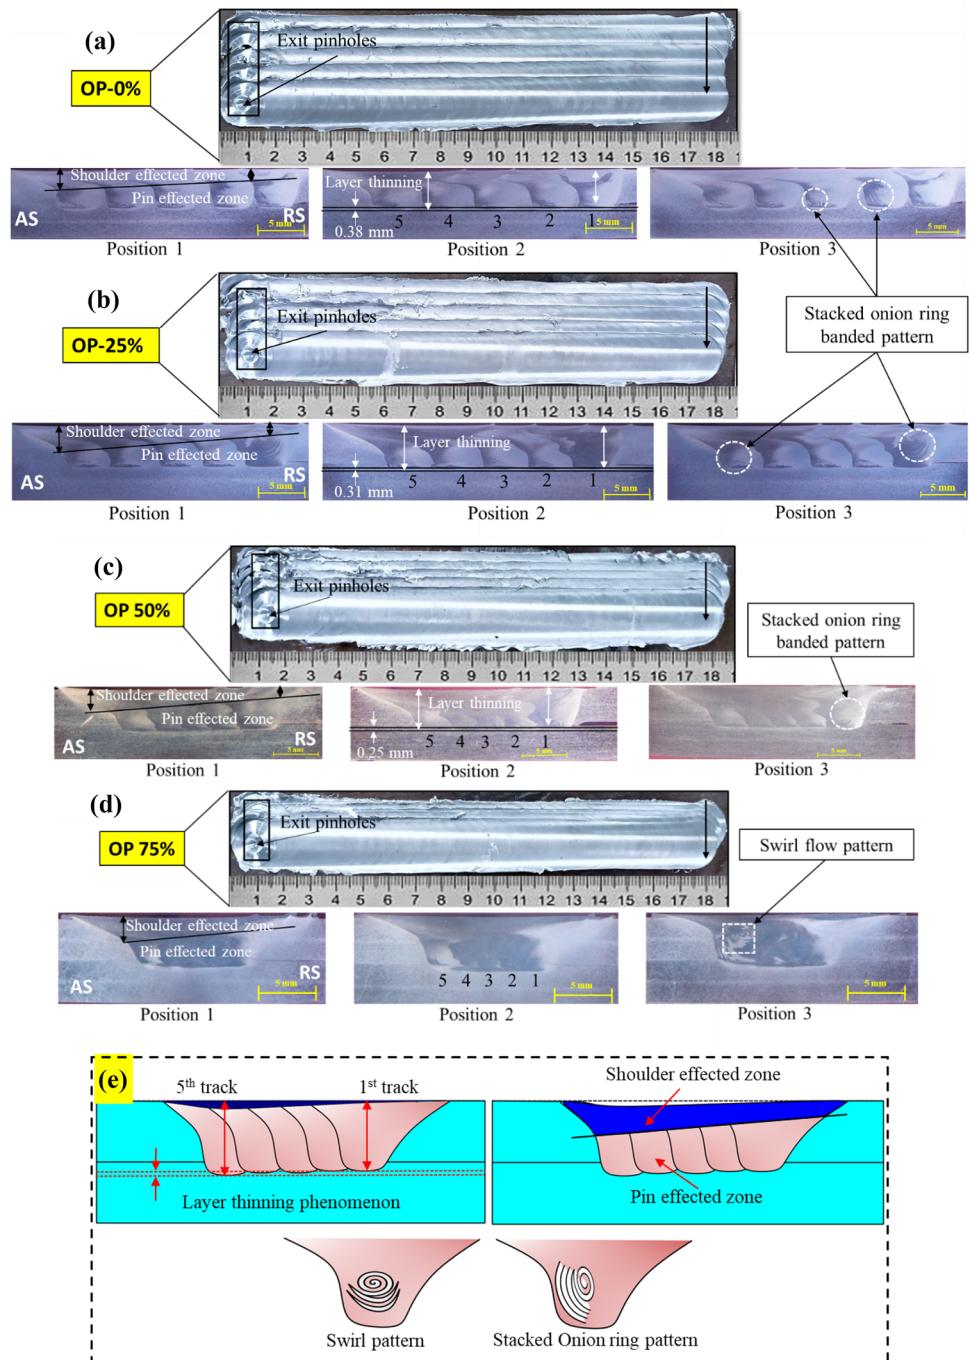 (a)
Exit pinholes
OP-0%
1 2 3 4 5 6 7 8 9 10 11 12 13 14 15 16 17 18 1
Shoulder effected zone
Pin effected zone
AS
RS
5 mm
Position 1
Layer thinning
5 4 3 2 1
0.38 mm
5 mm
Position 2
5 mm
Position 3
Stacked onion ring
banded pattern
(b)
Exit pinholes
OP-25%
1 2 3 4 5 6 7 8 9 10 11 12 13 14 15 16 17 18 1
Shoulder effected zone
Pin effected zone
AS
RS
5 mm
Position 1
Layer thinning
5 4 3 2 1
0.31 mm
5 mm
Position 2
5 mm
Position 3
(c)
Exit pinholes
OP 50%
1 2 3 4 5 6 7 8 9 10 11 12 13 14 15 16 17 18 1
Stacked onion ring
banded pattern
Shoulder effected zone
Pin effected zone
AS
RS
5 mm
Position 1
Layer thinning
5 4 3 2 1
0.25 mm
5 mm
Position 2
5 mm
Position 3
(d)
Exit pinholes
OP 75%
1 2 3 4 5 6 7 8 9 10 11 12 13 14 15 16 17 18
Swirl flow pattern
Shoulder effected zone
Pin effected zone
AS
RS
5 mm
Position 1
5 4 3 2 1
5 mm
Position 2
5 mm
Position 3
(e)
5th track
1st track
Layer thinning phenomenon
Shoulder effected zone
Pin effected zone
Swirl pattern
Stacked Onion ring pattern